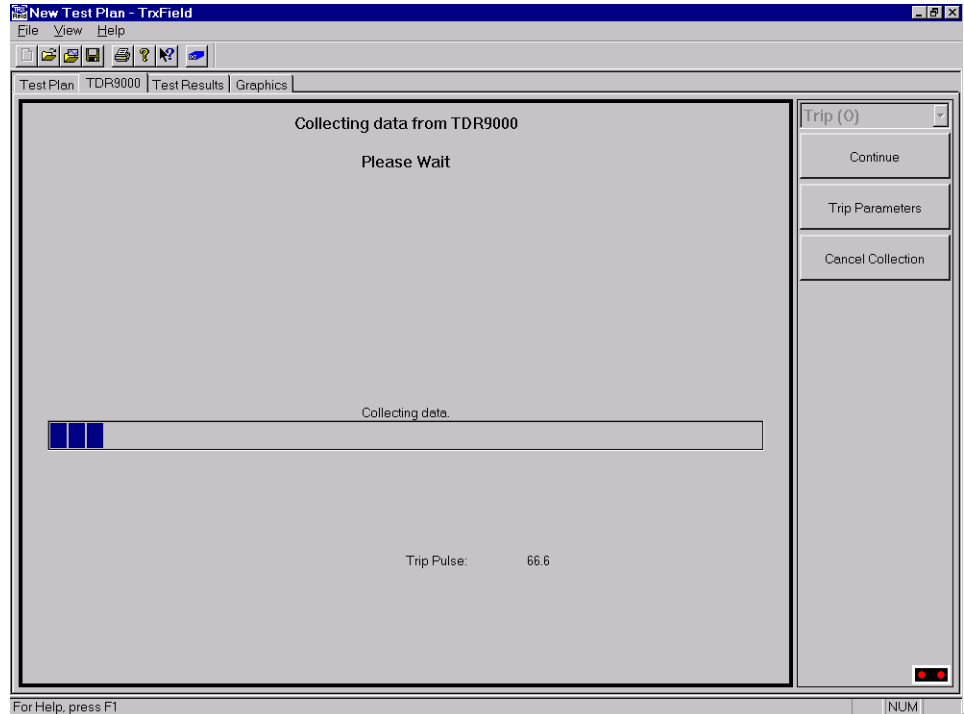 New Test Plan - TrxField
File View Help
Test Plan TDR9000 Test Results Graphics
Collecting data from TDR9000
Please Wait
Trip (O)
Continue
Trip Parameters
Cancel Collection
Collecting data.
Trip Pulse: 66.6
For Help, press F1 NUM